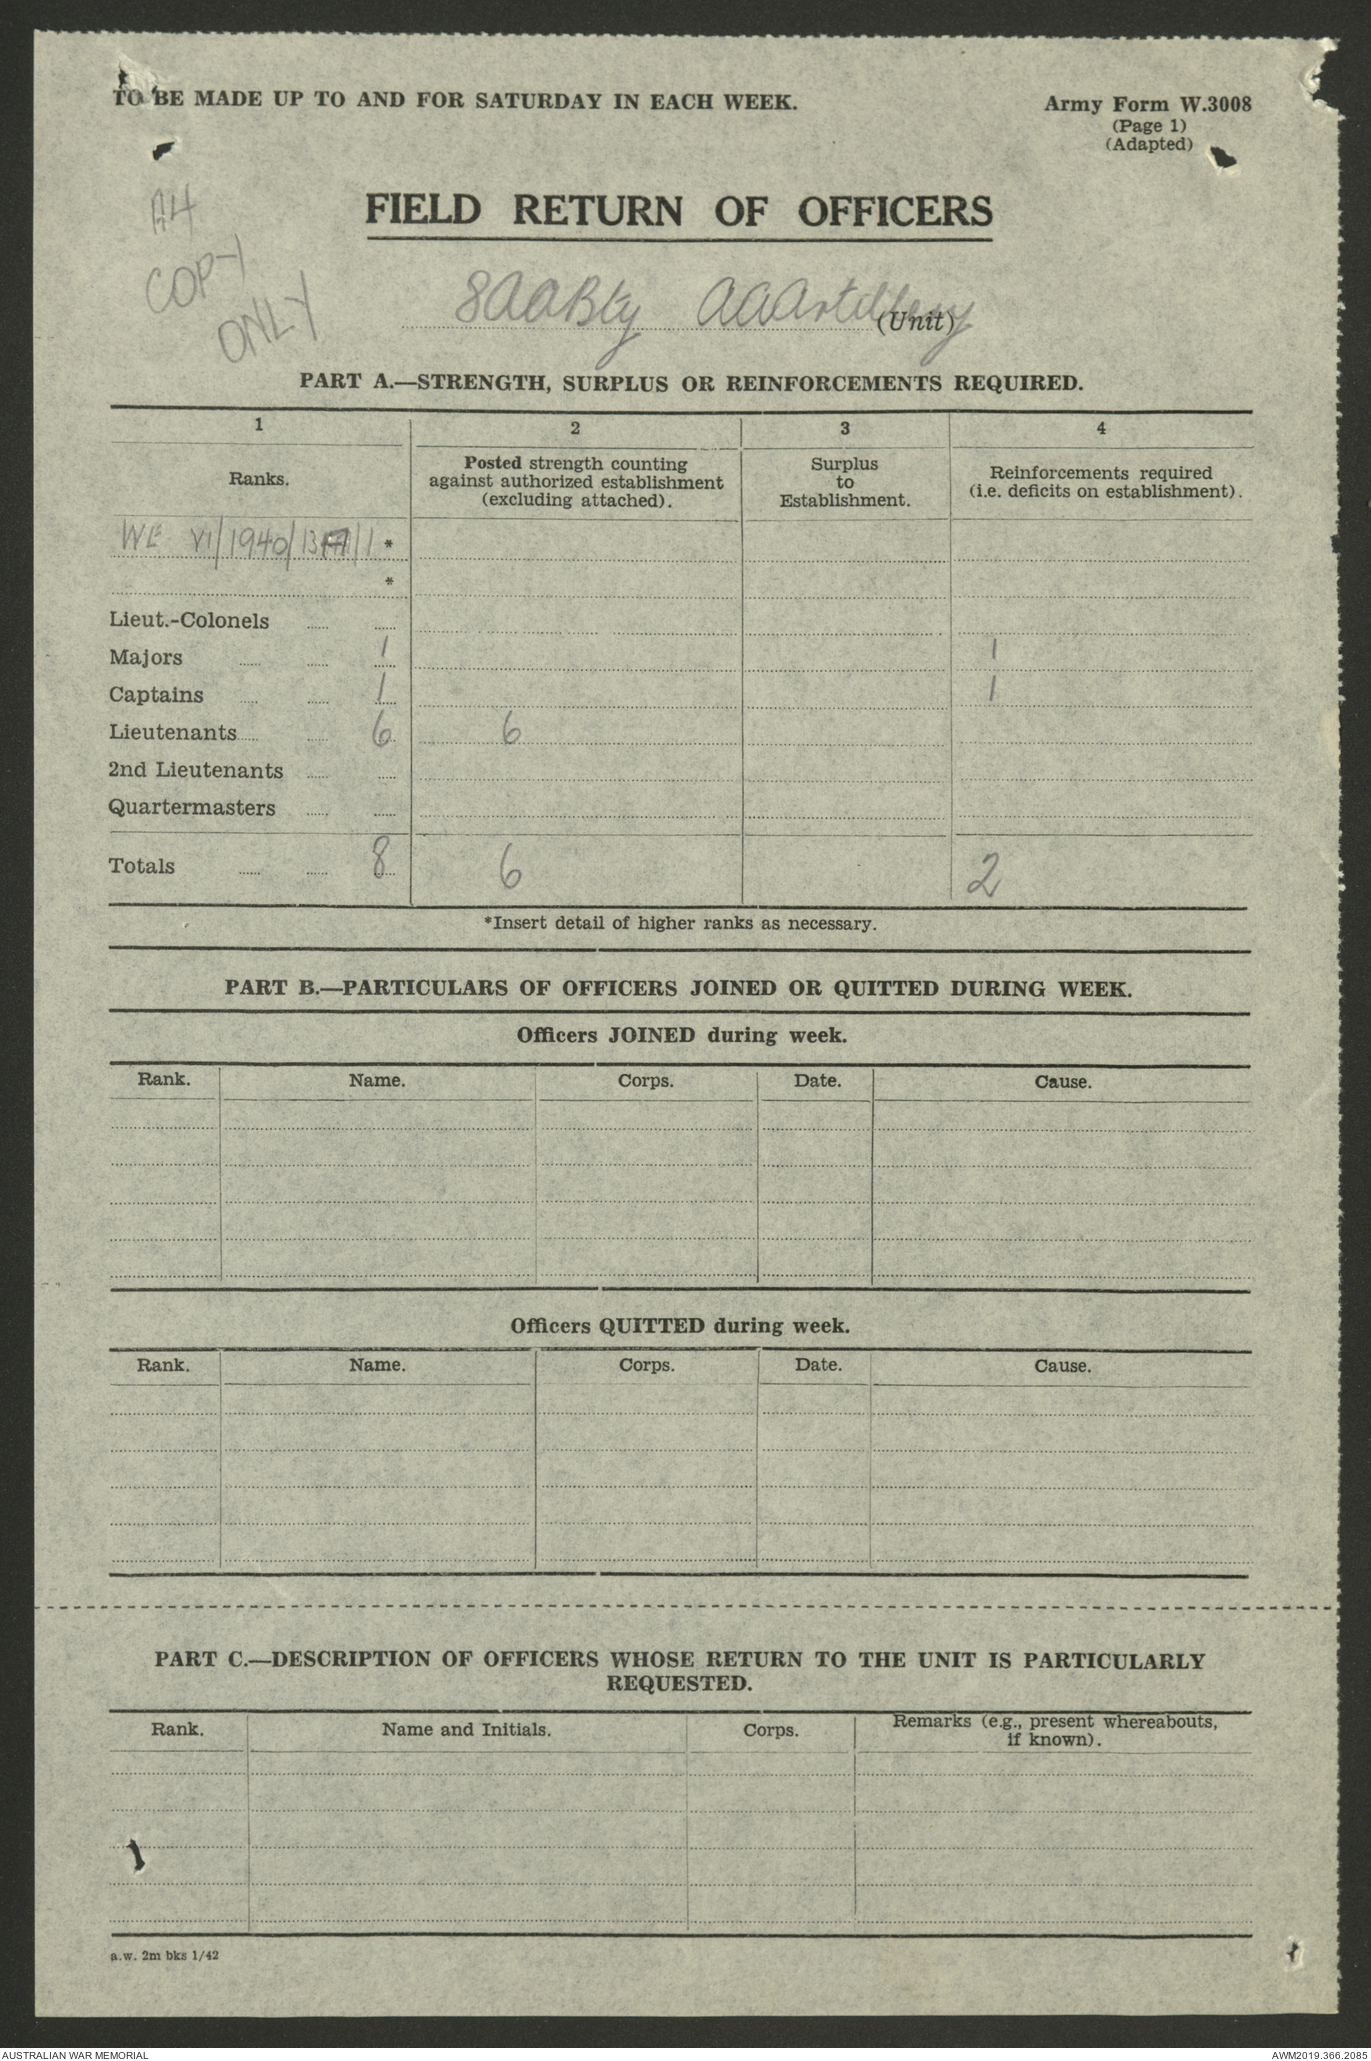 TO BE MADE UP TO AND FOR SATURDAY IN EACH WEEK.
Army Form W.3008
(Page 1)
(Adapted)
A4
COPY
ONLY
FIELD RETURN OF OFFICERS
8AABty AAArtillery (Unit)
PART A.—STRENGTH, SURPLUS OR REINFORCEMENTS REQUIRED.
1 2 3 4
Ranks. Posted strength counting against authorized establishment (excluding attached). Surplus to Establishment. Reinforcements required (i.e. deficits on establishment).
WE VI/1940/13 /1 *
*
Lieut.-Colonels
Majors 1 1
Captains 1 1
Lieutenants 6 6
2nd Lieutenants
Quartermasters
Totals 8 6 2
*Insert detail of higher ranks as necessary.
PART B.—PARTICULARS OF OFFICERS JOINED OR QUITTED DURING WEEK.
Officers JOINED during week.
Rank. Name. Corps. Date. Cause.
Officers QUITTED during week.
Rank. Name. Corps. Date. Cause.
PART C.—DESCRIPTION OF OFFICERS WHOSE RETURN TO THE UNIT IS PARTICULARLY
REQUESTED.
Rank. Name and Initials. Corps. Remarks (e.g., present whereabouts, if known).
a.w. 2m bks 1/42
AUSTRALIAN WAR MEMORIAL
AWM2019.366.2085